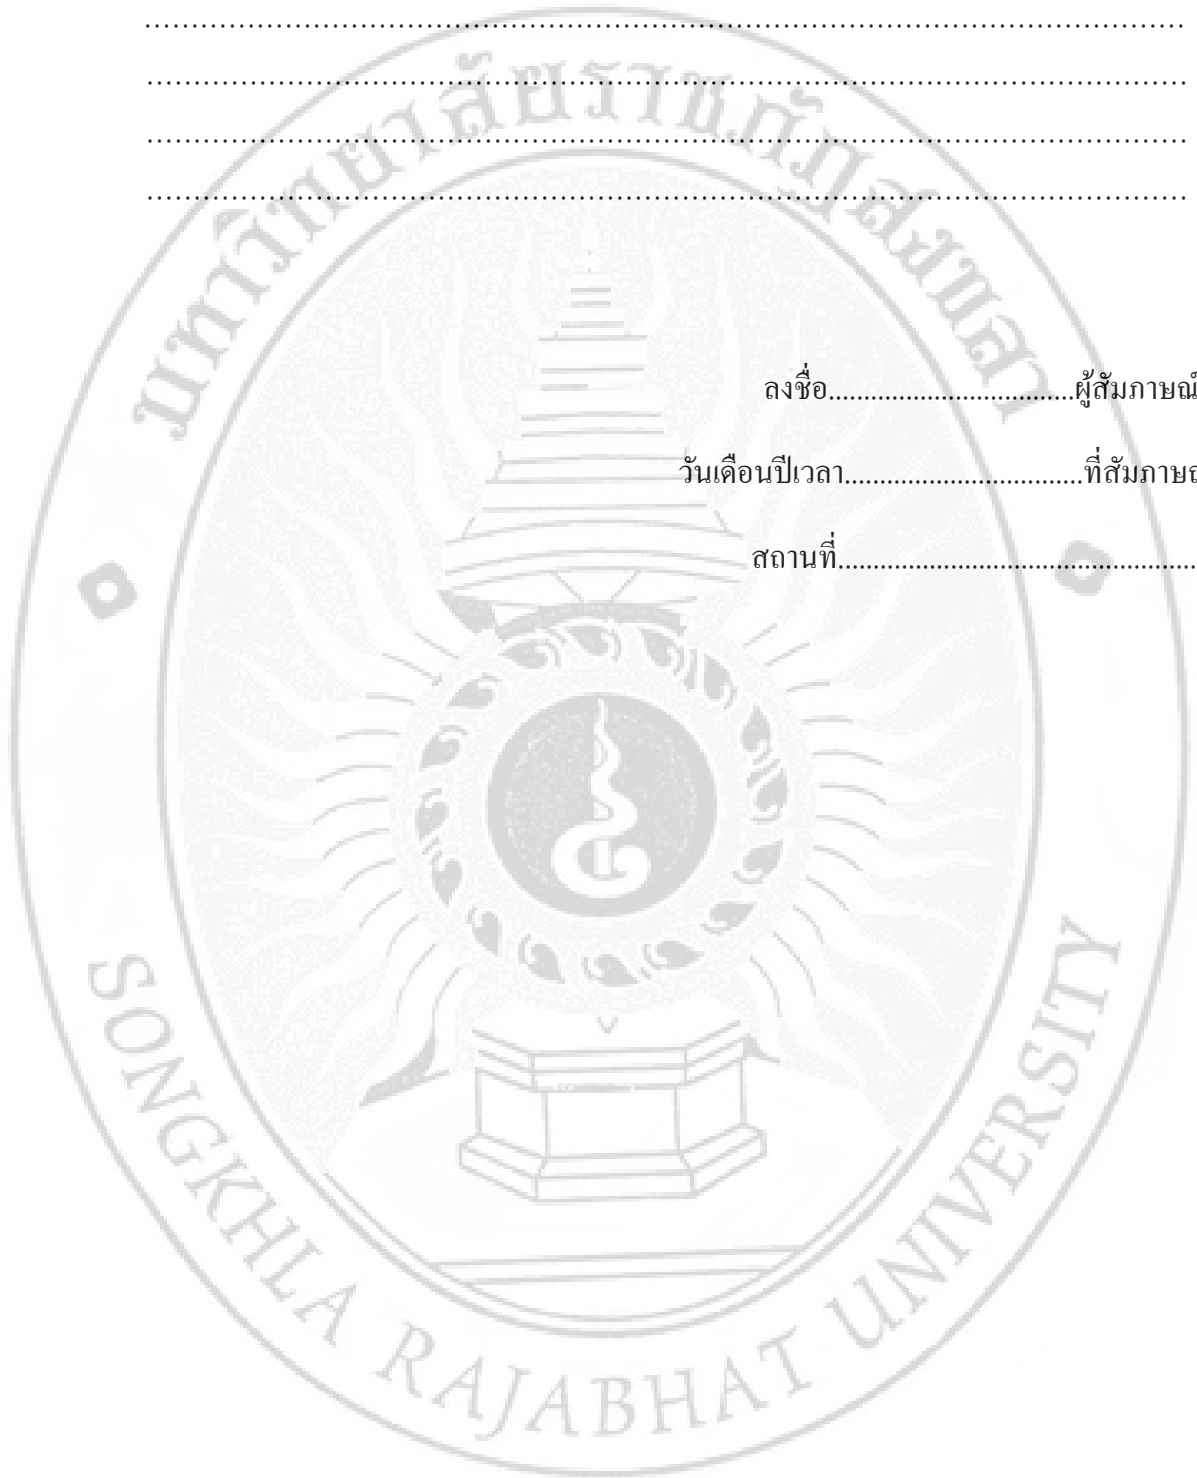 ........................................................................................................................
........................................................................................................................
........................................................................................................................
........................................................................................................................
มหาวิทยาลัยราชภัฏสงขลา
ลงชื่อ...................................ผู้สัมภาษณ์
วันเดือนปีเวลา..................................ที่สัมภาษ
สถานที่...................................................
SONGKHLA RAJABHAT UNIVERSITY